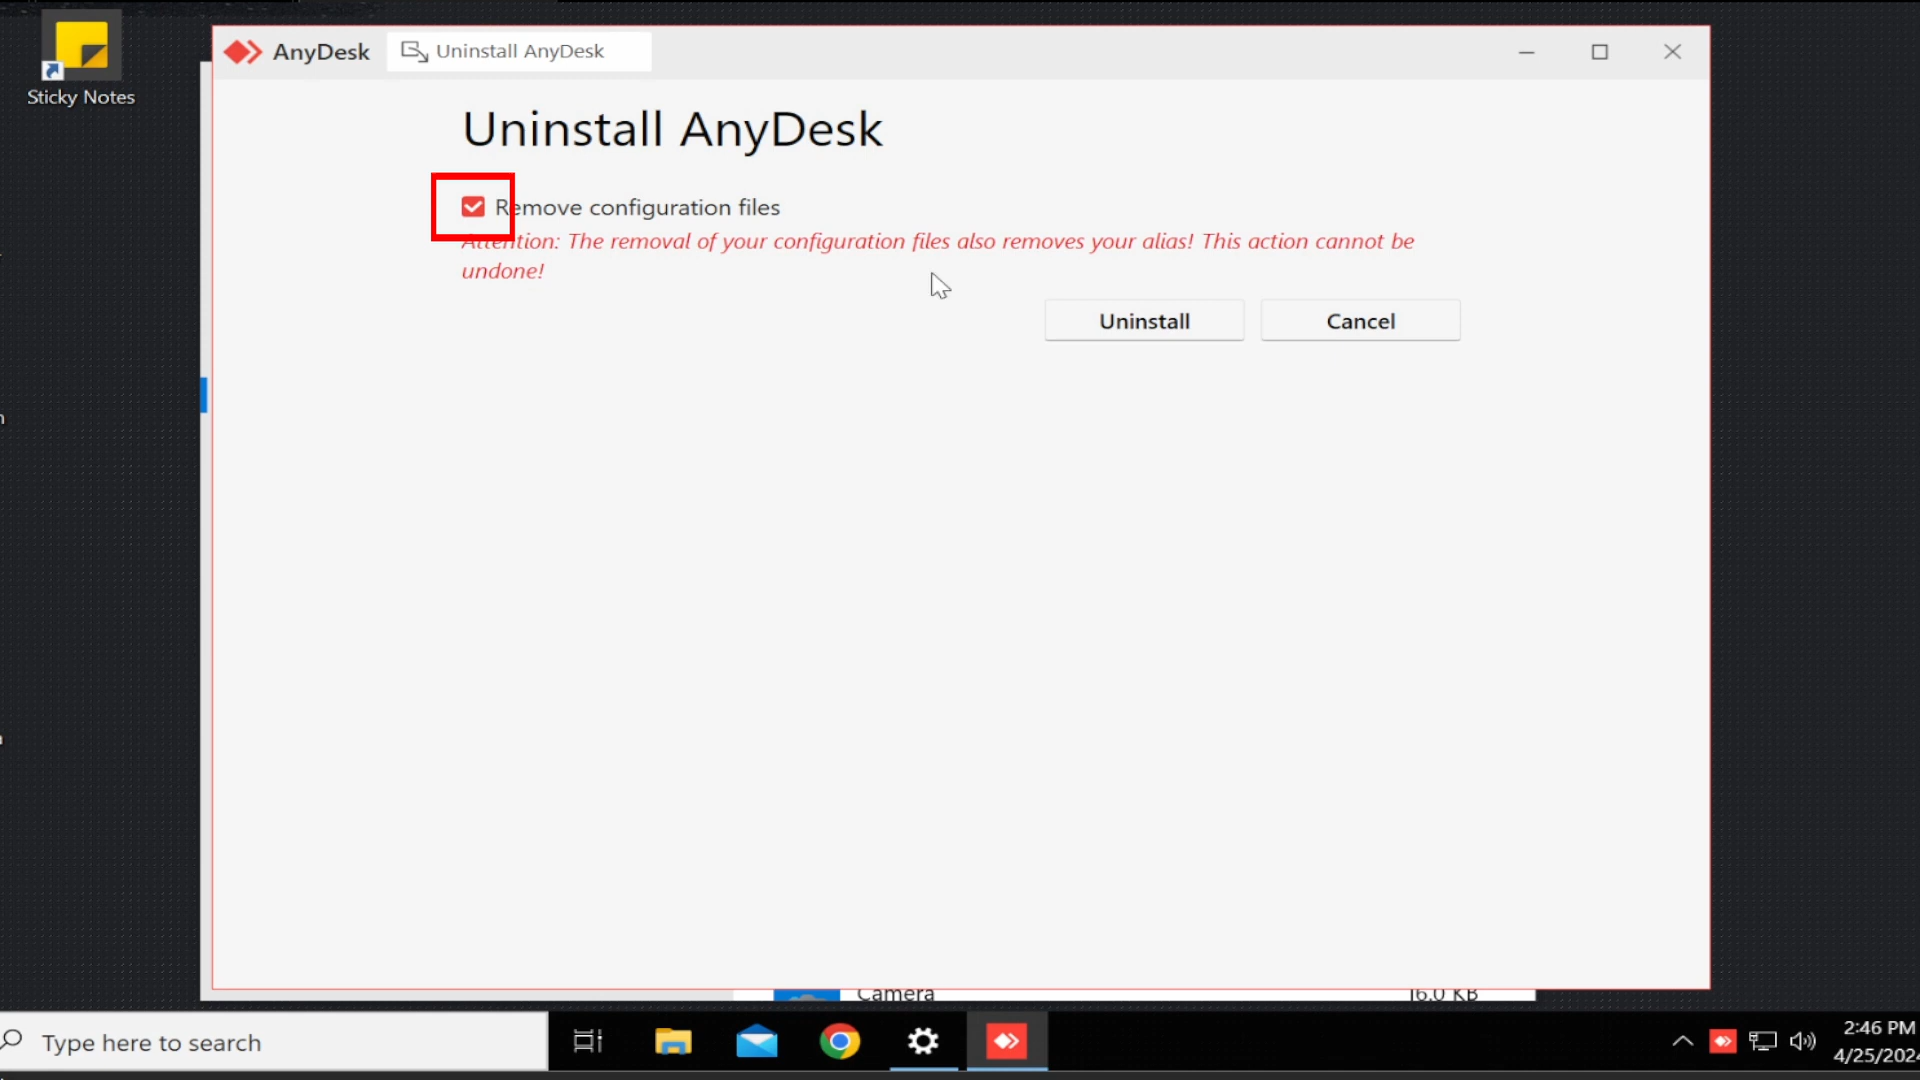 Sticky Notes
AnyDesk
Uninstall AnyDesk
Uninstall AnyDesk
Remove configuration files
Attention: The removal of your configuration files also removes your alias! This action cannot be
undone!
Uninstall
Cancel
Camera
16.0 KB
Type here to search
2:46 PM
4/25/202